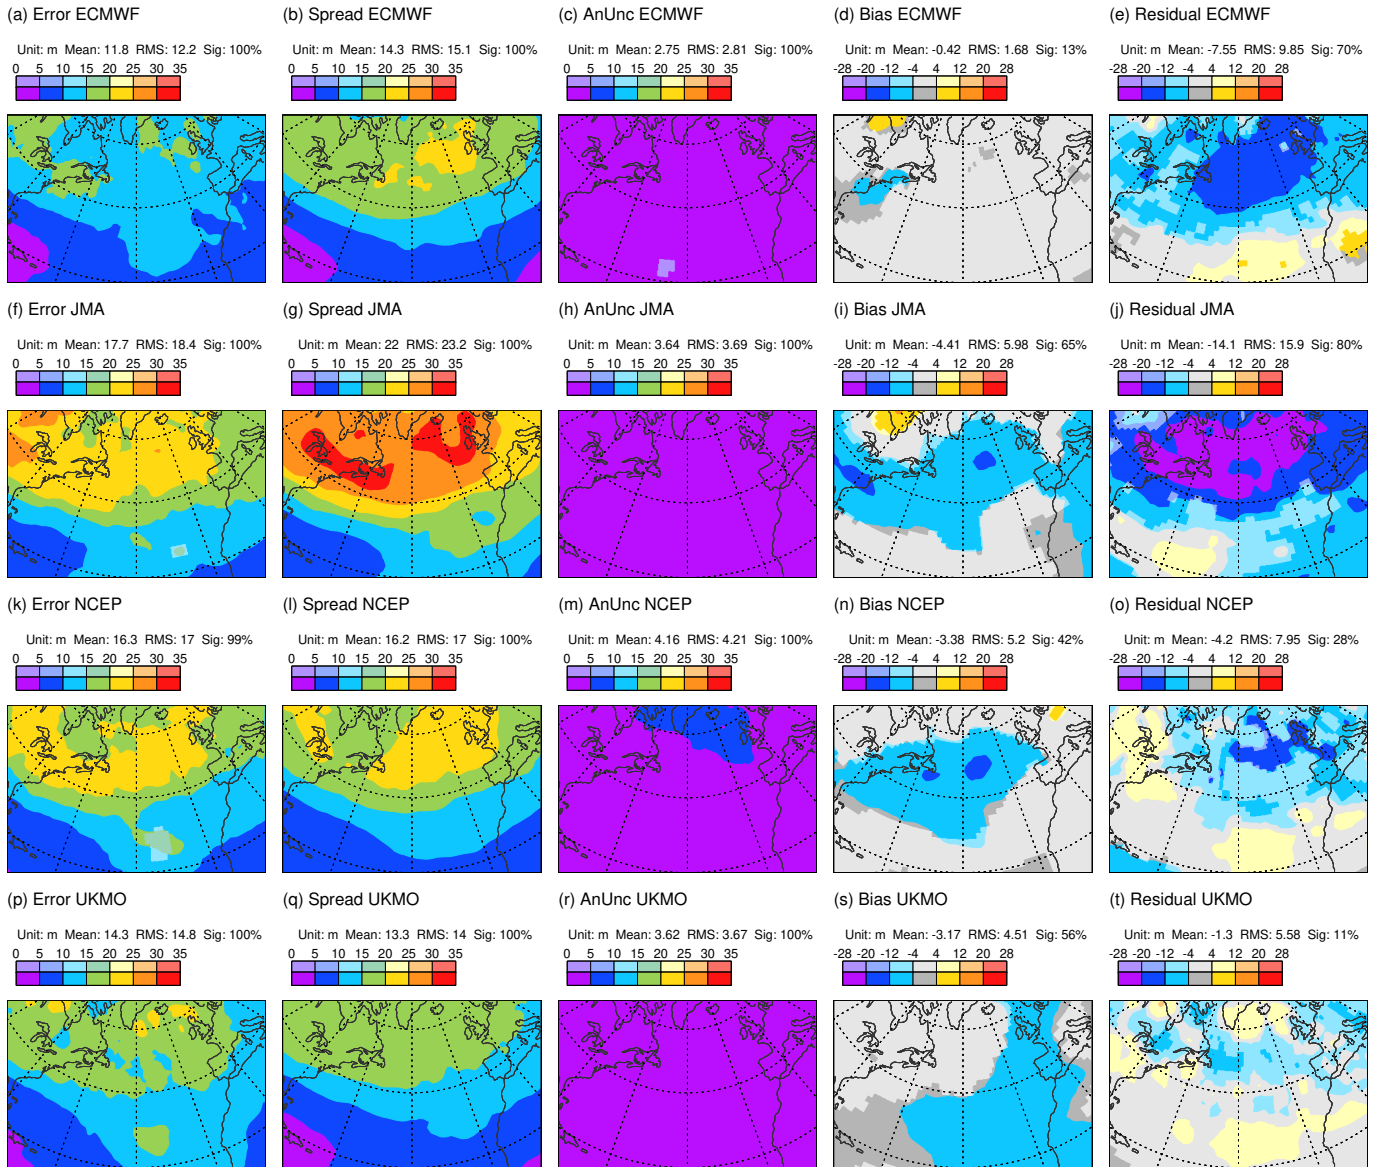 (a) Error ECMWF (b) Spread ECMWF (c) AnUnc ECMWF (d) Bias ECMWF (e) Residual ECMWF
Unit: m Mean: 11.8 RMS: 12.2 Sig: 100% Unit: m Mean: 14.3 RMS: 15.1 Sig: 100% Unit: m Mean: 2.75 RMS: 2.81 Sig: 100% Unit: m Mean: -0.42 RMS: 1.68 Sig: 13% Unit: m Mean: -7.55 RMS: 9.85 Sig: 70%
0 5 10 15 20 25 30 35 0 5 10 15 20 25 30 35 0 5 10 15 20 25 30 35 -28 -20 -12 -4 4 12 20 28 -28 -20 -12 -4 4 12 20 28
(f) Error JMA (g) Spread JMA (h) AnUnc JMA (i) Bias JMA (j) Residual JMA
Unit: m Mean: 17.7 RMS: 18.4 Sig: 100% Unit: m Mean: 22 RMS: 23.2 Sig: 100% Unit: m Mean: 3.64 RMS: 3.69 Sig: 100% Unit: m Mean: -4.41 RMS: 5.98 Sig: 65% Unit: m Mean: -14.1 RMS: 15.9 Sig: 80%
0 5 10 15 20 25 30 35 0 5 10 15 20 25 30 35 0 5 10 15 20 25 30 35 -28 -20 -12 -4 4 12 20 28 -28 -20 -12 -4 4 12 20 28
(k) Error NCEP (l) Spread NCEP (m) AnUnc NCEP (n) Bias NCEP (o) Residual NCEP
Unit: m Mean: 16.3 RMS: 17 Sig: 99% Unit: m Mean: 16.2 RMS: 17 Sig: 100% Unit: m Mean: 4.16 RMS: 4.21 Sig: 100% Unit: m Mean: -3.38 RMS: 5.2 Sig: 42% Unit: m Mean: -4.2 RMS: 7.95 Sig: 28%
0 5 10 15 20 25 30 35 0 5 10 15 20 25 30 35 0 5 10 15 20 25 30 35 -28 -20 -12 -4 4 12 20 28 -28 -20 -12 -4 4 12 20 28
(p) Error UKMO (q) Spread UKMO (r) AnUnc UKMO (s) Bias UKMO (t) Residual UKMO
Unit: m Mean: 14.3 RMS: 14.8 Sig: 100% Unit: m Mean: 13.3 RMS: 14 Sig: 100% Unit: m Mean: 3.62 RMS: 3.67 Sig: 100% Unit: m Mean: -3.17 RMS: 4.51 Sig: 56% Unit: m Mean: -1.3 RMS: 5.58 Sig: 11%
0 5 10 15 20 25 30 35 0 5 10 15 20 25 30 35 0 5 10 15 20 25 30 35 -28 -20 -12 -4 4 12 20 28 -28 -20 -12 -4 4 12 20 28